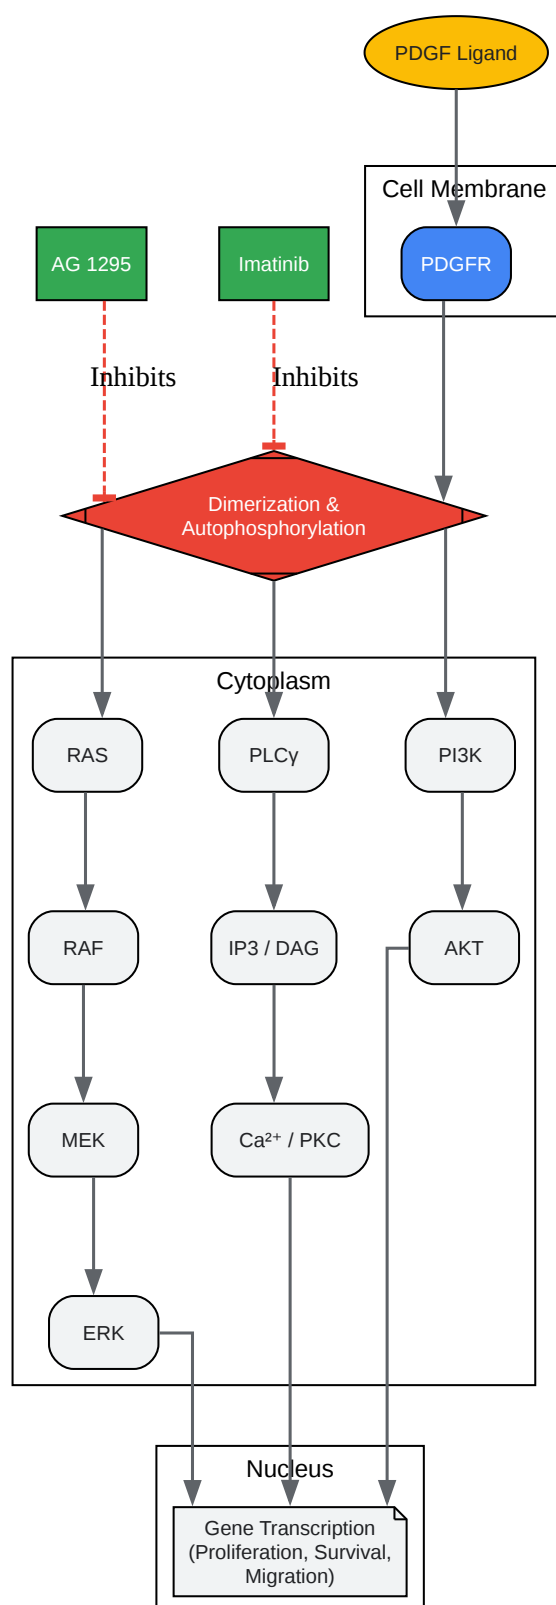 PDGF Ligand
Cell Membrane
AG 1295
Imatinib
PDGFR
Inhibits
Inhibits
Dimerization &
Autophosphorylation
Cytoplasm
RAS
PLCγ
PI3K
RAF
IP3 / DAG
AKT
MEK
Ca²⁺ / PKC
ERK
Nucleus
Gene Transcription
(Proliferation, Survival,
Migration)